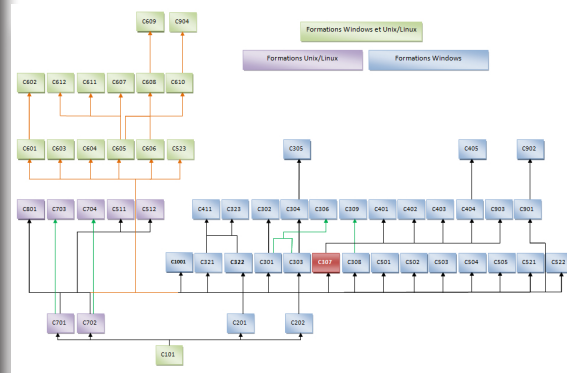 C609 C904
Formations Windows et Unix/Linux
Formations Unix/Linux Formations Windows
C602 C612 C611 C607 C608 C610
C601 C603 C604 C605 C606 C523
C305 C405 C902
C801 C703 C704 C511 C512 C411 C323 C302 C304 C306 C309 C401 C402 C403 C404 C903 C901
C1001 C321 C322 C301 C303 C307 C308 C501 C502 C503 C504 C505 C521 C522
C701 C702 C201 C202
C101